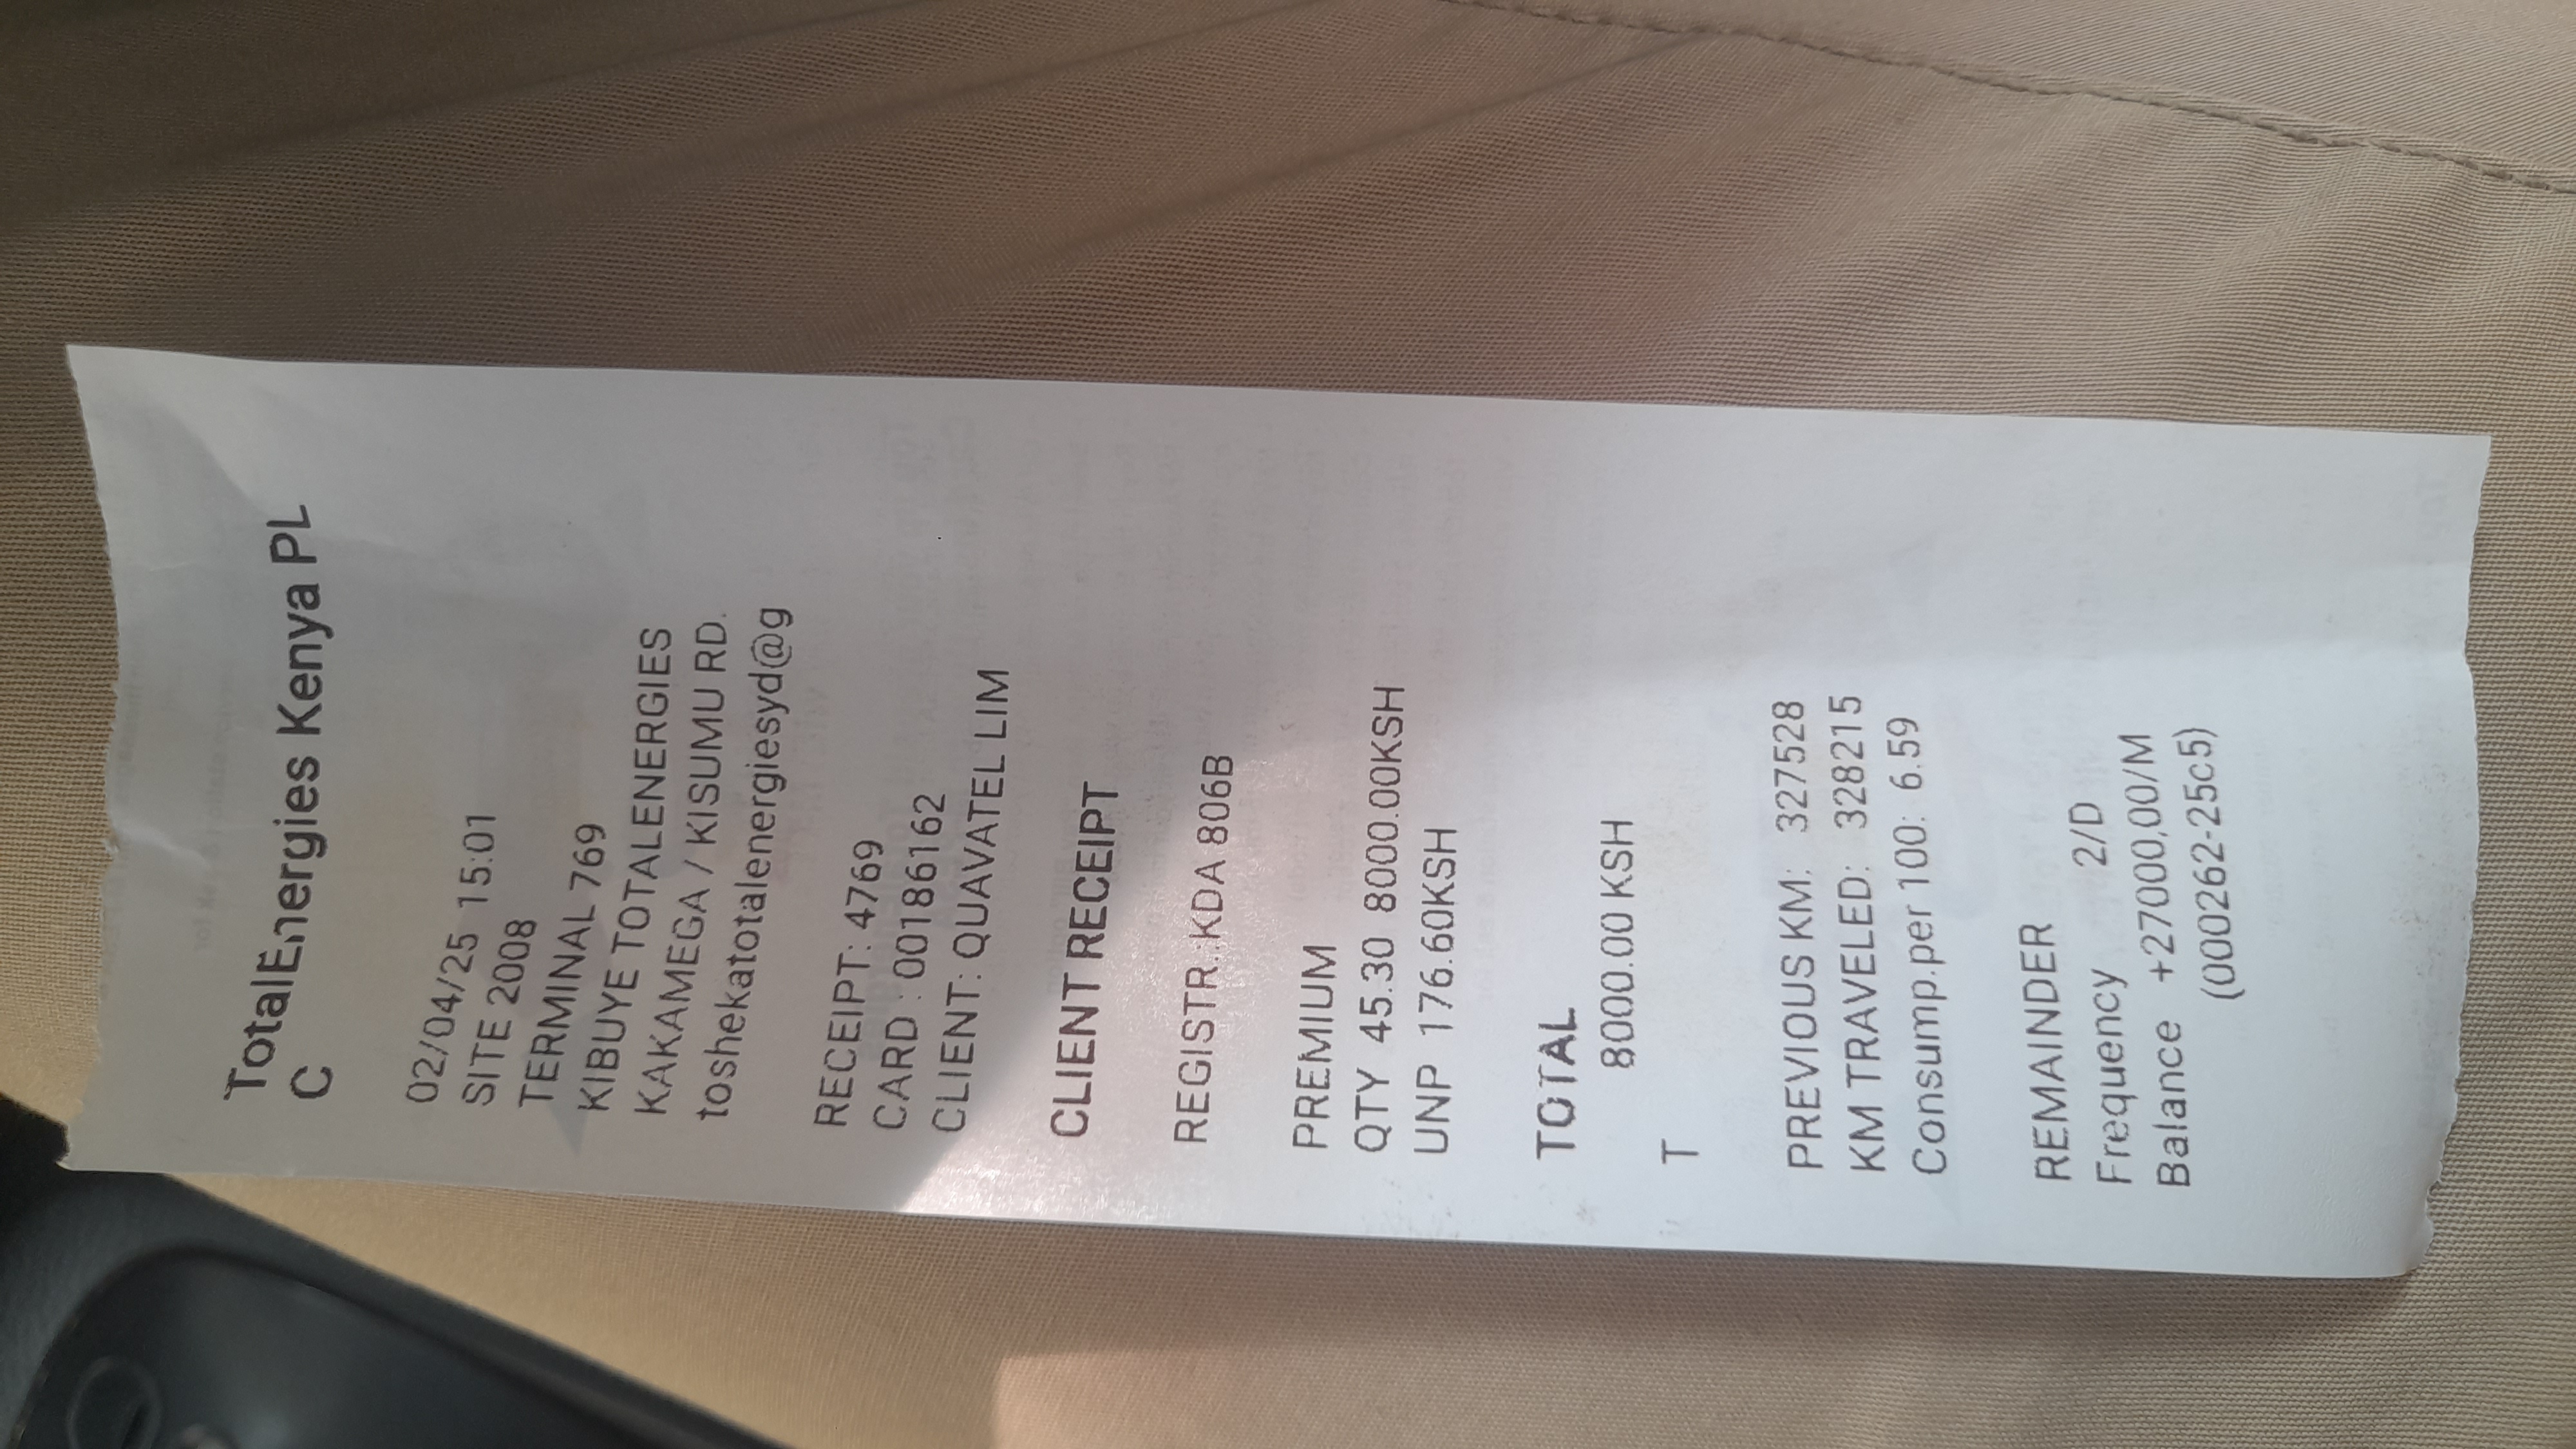 TotalEnergies Kenya PL
C
02/04/25 15:01
SITE 2008
TERMINAL 769
KIBUYE TOTALENERGIES
KAKAMEGA / KISUMU RD.
toshekatotalenergiesyd@g
RECEIPT: 4769
CARD : 00186162
CLIENT: QUAVATEL LIM
CLIENT RECEIPT
REGISTR.:KDA 806B
PREMIUM
QTY 45.30 8000.00KSH
UNP 176.60KSH
TOTAL
8000.00 KSH
T
PREVIOUS KM: 327528
KM TRAVELED: 328215
Consump.per 100: 6.59
REMAINDER
Frequency 2/D
Balance +27000,00/M
(000262-25c5)